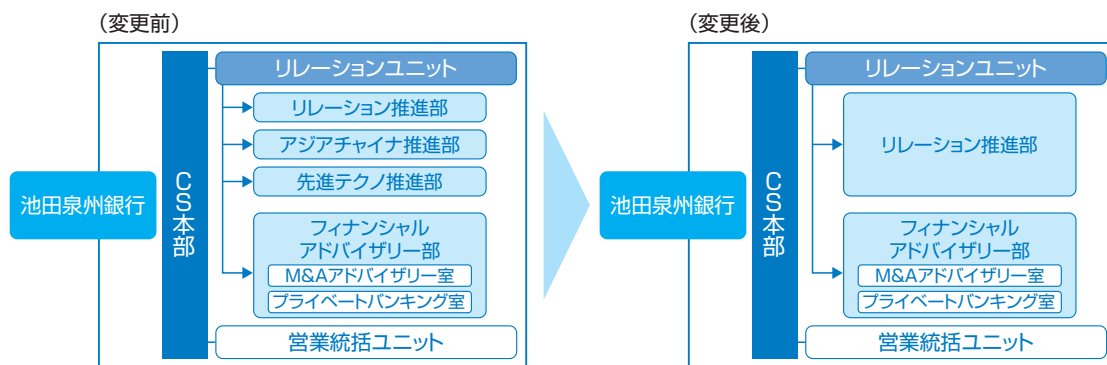 （変更前）
リレーションユニット
リレーション推進部
アジアチャイナ推進部
先進テクノ推進部
池田泉州銀行
CS本部
フィナンシャル
アドバイザリー部
M&Aアドバイザリー室
プライベートバンキング室
営業統括ユニット
（変更後）
リレーションユニット
リレーション推進部
池田泉州銀行
CS本部
フィナンシャル
アドバイザリー部
M&Aアドバイザリー室
プライベートバンキング室
営業統括ユニット